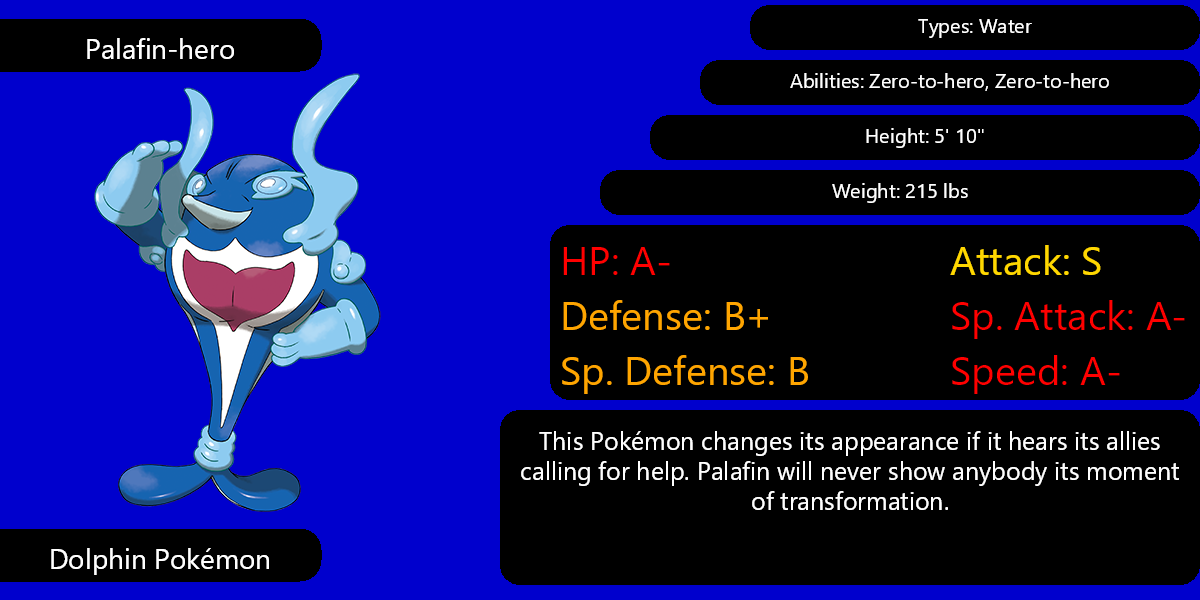 Palafin-hero
Types: Water
Abilities: Zero-to-hero, Zero-to-hero
Height: 5' 10"
Weight: 215 lbs
HP: A-
Attack: S
Defense: B+
Sp. Attack: A-
Sp. Defense: B
Speed: A-
This Pokémon changes its appearance if it hears its allies
calling for help. Palafin will never show anybody its moment
of transformation.
Dolphin Pokémon